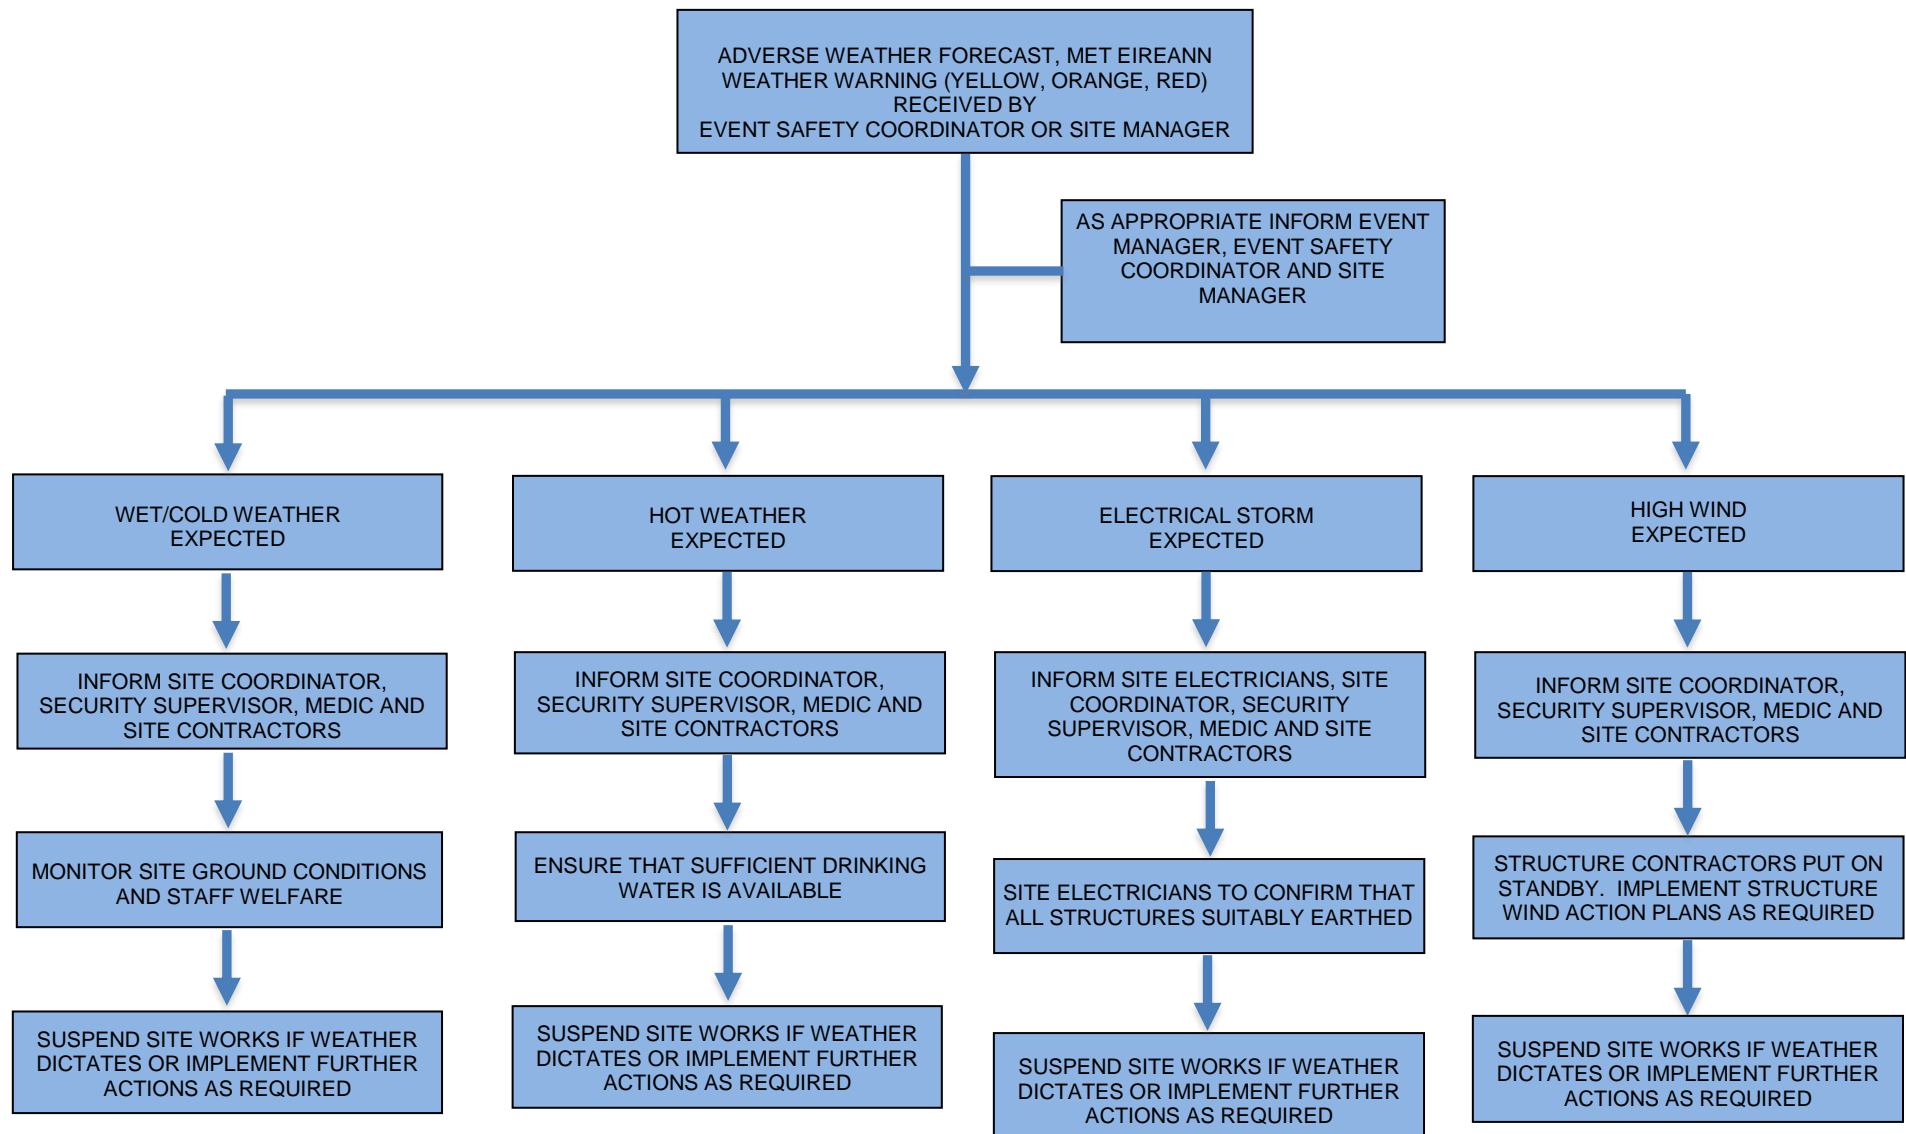 ADVERSE WEATHER FORECAST, MET EIREANN
WEATHER WARNING (YELLOW, ORANGE, RED)
RECEIVED BY
EVENT SAFETY COORDINATOR OR SITE MANAGER
AS APPROPRIATE INFORM EVENT
MANAGER, EVENT SAFETY
COORDINATOR AND SITE
MANAGER
WET/COLD WEATHER
EXPECTED
HOT WEATHER
EXPECTED
ELECTRICAL STORM
EXPECTED
HIGH WIND
EXPECTED
INFORM SITE COORDINATOR,
SECURITY SUPERVISOR, MEDIC AND
SITE CONTRACTORS
INFORM SITE COORDINATOR,
SECURITY SUPERVISOR, MEDIC AND
SITE CONTRACTORS
INFORM SITE ELECTRICIANS, SITE
COORDINATOR, SECURITY
SUPERVISOR, MEDIC AND SITE
CONTRACTORS
INFORM SITE COORDINATOR,
SECURITY SUPERVISOR, MEDIC AND
SITE CONTRACTORS
MONITOR SITE GROUND CONDITIONS
AND STAFF WELFARE
ENSURE THAT SUFFICIENT DRINKING
WATER IS AVAILABLE
SITE ELECTRICIANS TO CONFIRM THAT
ALL STRUCTURES SUITABLY EARTHED
STRUCTURE CONTRACTORS PUT ON
STANDBY.  IMPLEMENT STRUCTURE
WIND ACTION PLANS AS REQUIRED
SUSPEND SITE WORKS IF WEATHER
DICTATES OR IMPLEMENT FURTHER
ACTIONS AS REQUIRED
SUSPEND SITE WORKS IF WEATHER
DICTATES OR IMPLEMENT FURTHER
ACTIONS AS REQUIRED
SUSPEND SITE WORKS IF WEATHER
DICTATES OR IMPLEMENT FURTHER
ACTIONS AS REQUIRED
SUSPEND SITE WORKS IF WEATHER
DICTATES OR IMPLEMENT FURTHER
ACTIONS AS REQUIRED